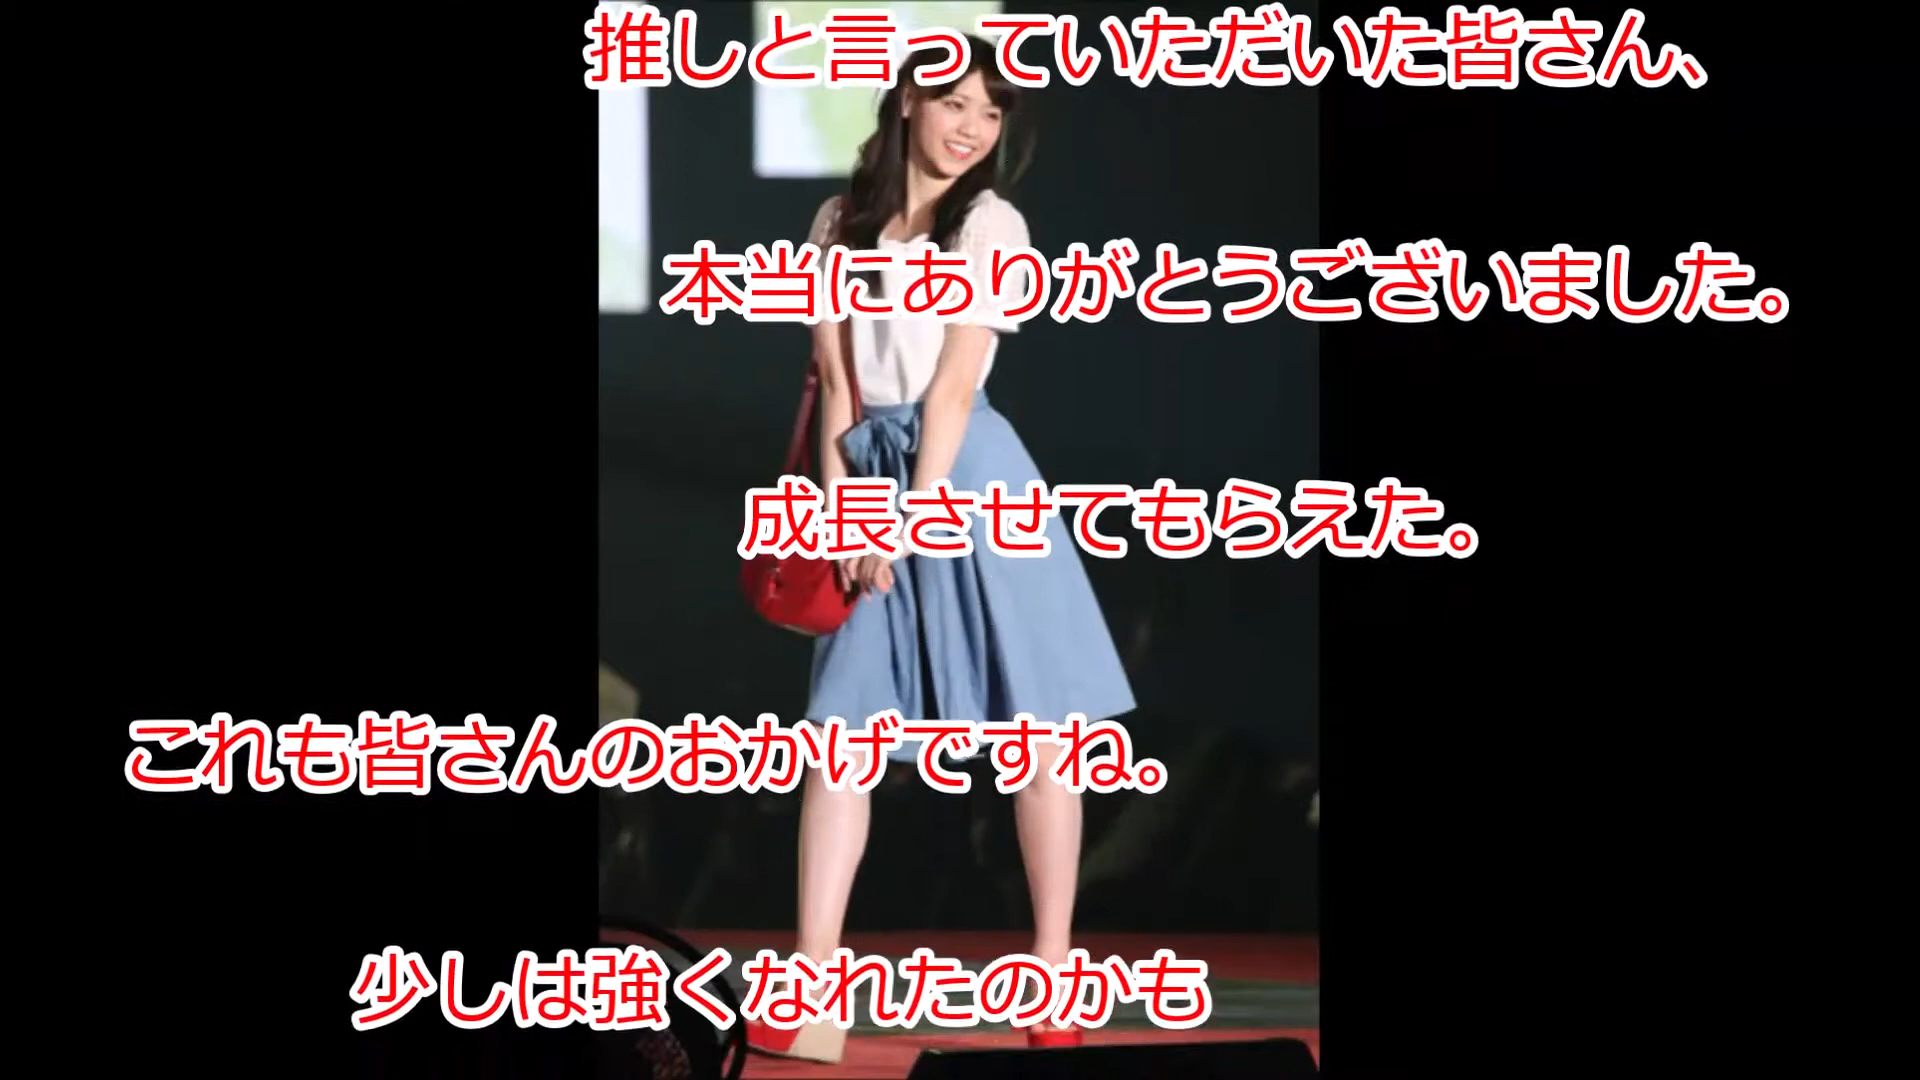 推しと言っていただいた皆さん、
本当にありがとうございました。
成長させてもらえた。
これも皆さんのおかげですね。
少しは強くなれたのかも